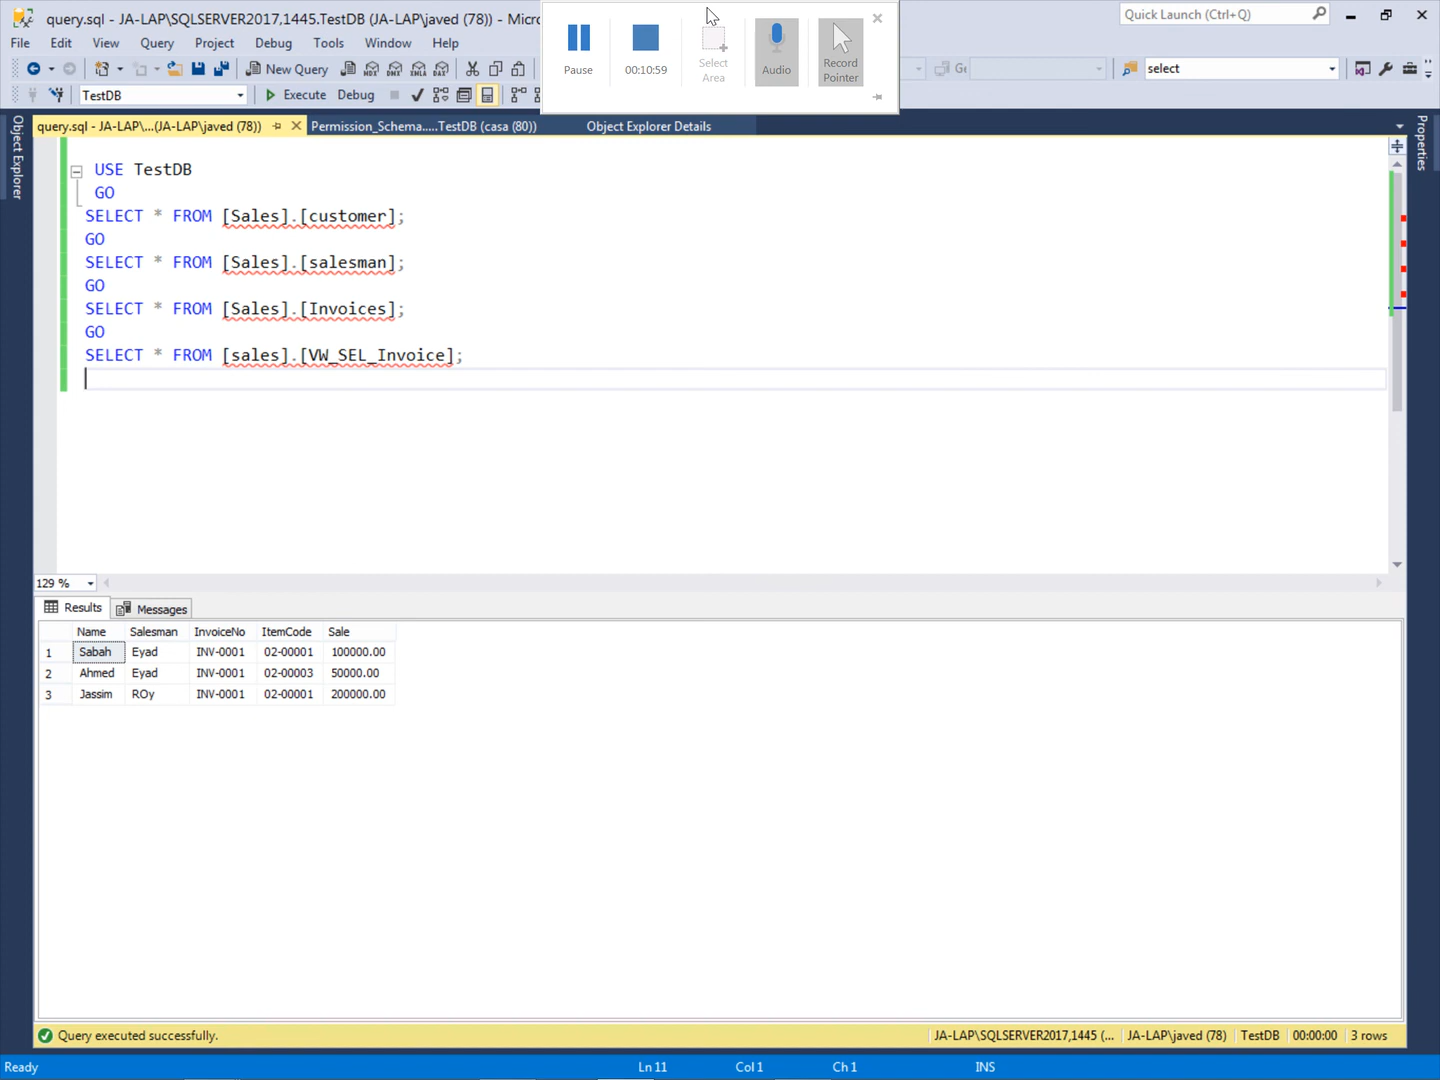 query.sql - JA-LAP\SQLSERVER2017,1445.TestDB (JA-LAP\javed (78)) - Micro
Quick Launch (Ctrl+Q)
File Edit View Query Project Debug Tools Window Help
Pause
00:10:59
Select Area
Audio
Record Pointer
New Query
select
TestDB
Execute Debug
query.sql - JA-LAP\...(JA-LAP\javed (78))
Permission_Schema.....TestDB (casa (80))
Object Explorer Details
Object Explorer
Properties
USE TestDB
GO
SELECT * FROM [Sales].[customer];
GO
SELECT * FROM [Sales].[salesman];
GO
SELECT * FROM [Sales].[Invoices];
GO
SELECT * FROM [sales].[VW_SEL_Invoice];
129 %
Results Messages
Name Salesman InvoiceNo ItemCode Sale
1 Sabah Eyad INV-0001 02-00001 100000.00
2 Ahmed Eyad INV-0001 02-00003 50000.00
3 Jassim ROy INV-0001 02-00001 200000.00
Query executed successfully.
JA-LAP\SQLSERVER2017,1445 (... JA-LAP\javed (78) TestDB 00:00:00 3 rows
Ready Ln 11 Col 1 Ch 1 INS